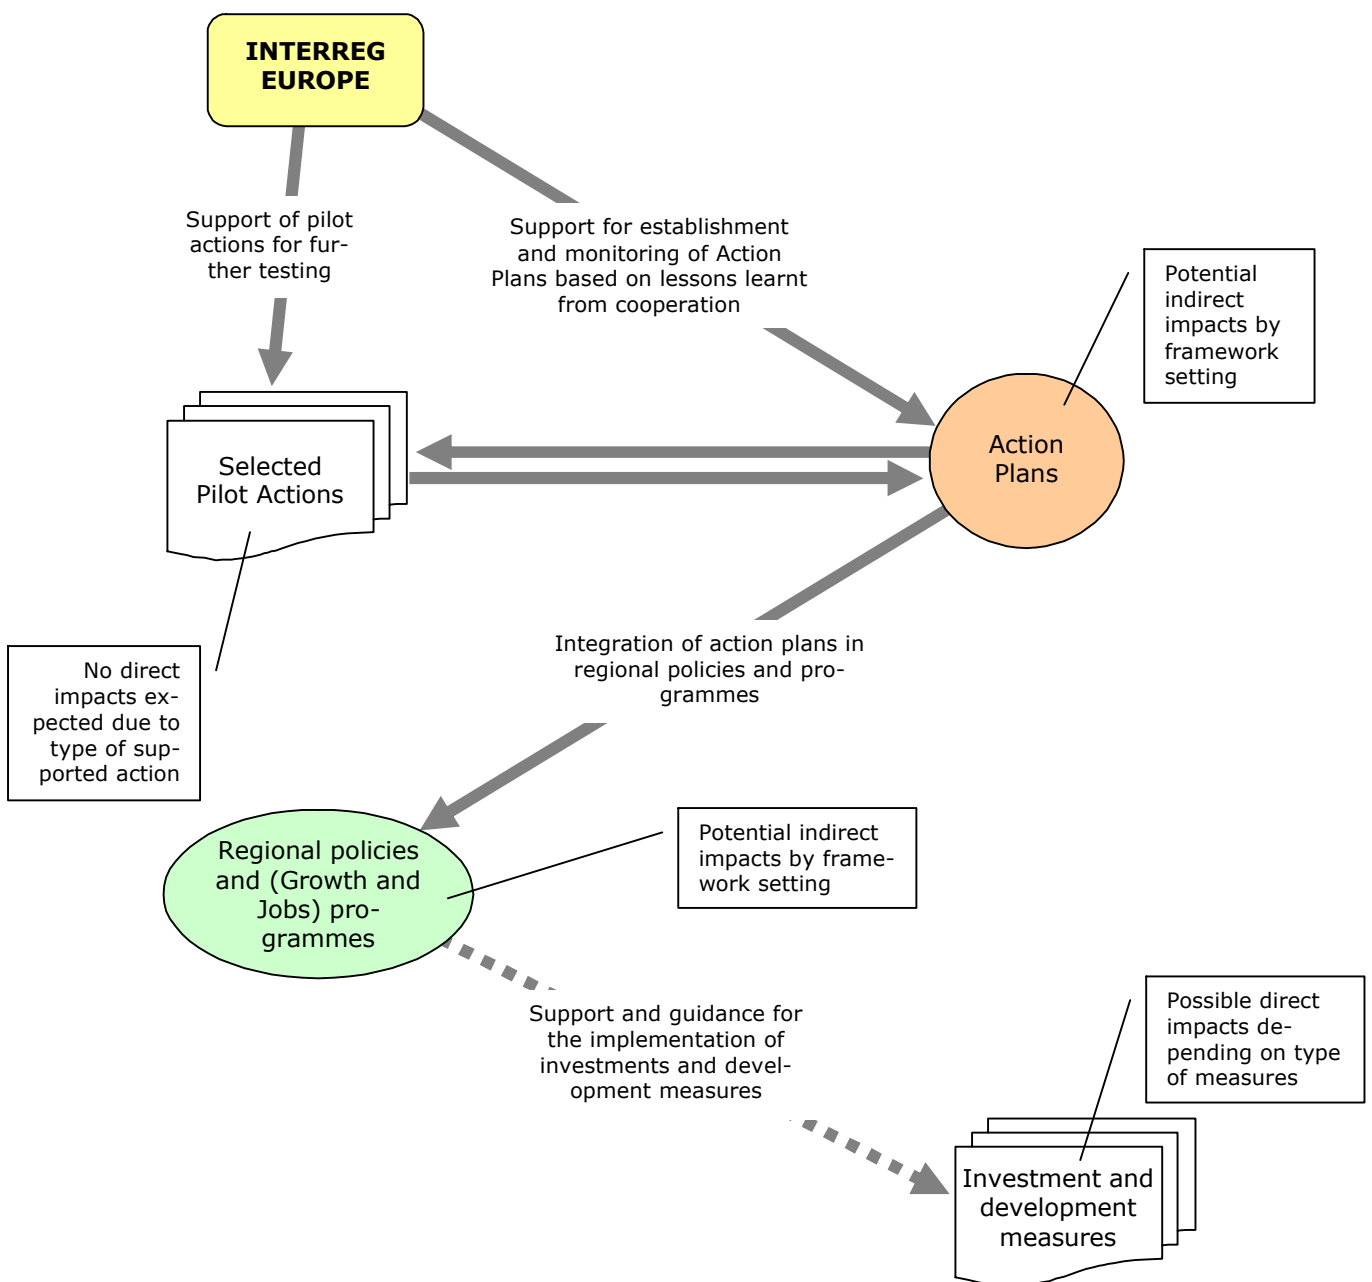 INTERREG
EUROPE
Support of pilot
actions for fur-
ther testing
Support for establishment
and monitoring of Action
Plans based on lessons learnt
from cooperation
Potential
indirect
impacts by
framework
setting
Action
Plans
Selected
Pilot Actions
No direct
impacts ex-
pected due to
type of sup-
ported action
Integration of action plans in
regional policies and pro-
grammes
Potential indirect
impacts by frame-
work setting
Regional policies
and (Growth and
Jobs) pro-
grammes
Support and guidance for
the implementation of
investments and devel-
opment measures
Possible direct
impacts de-
pending on type
of measures
Investment and
development
measures